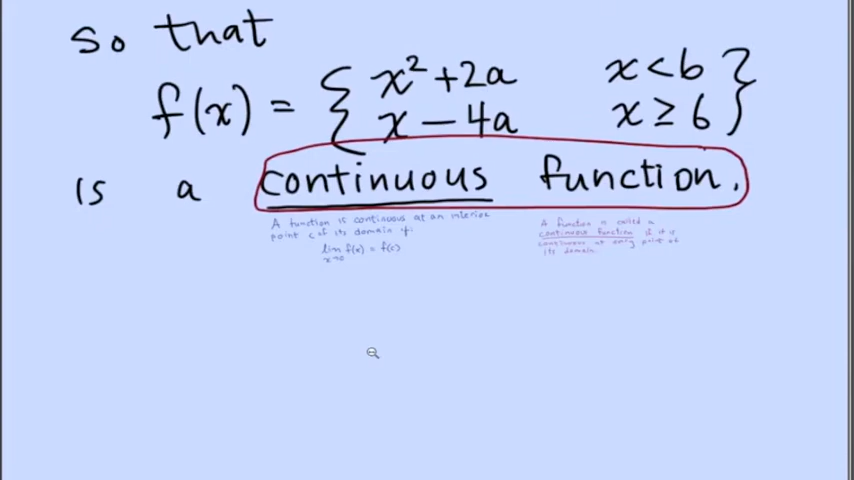 so that
f(x) = { x² + 2a    x < 6 }
{ x − 4a    x ≥ 6 }
is a continuous function.
A function is continuous at an interior
point c of its domain if
lim f(x) = f(c)
x→c
A function is called a
continuous function if it is
continuous at every point of
its domain.